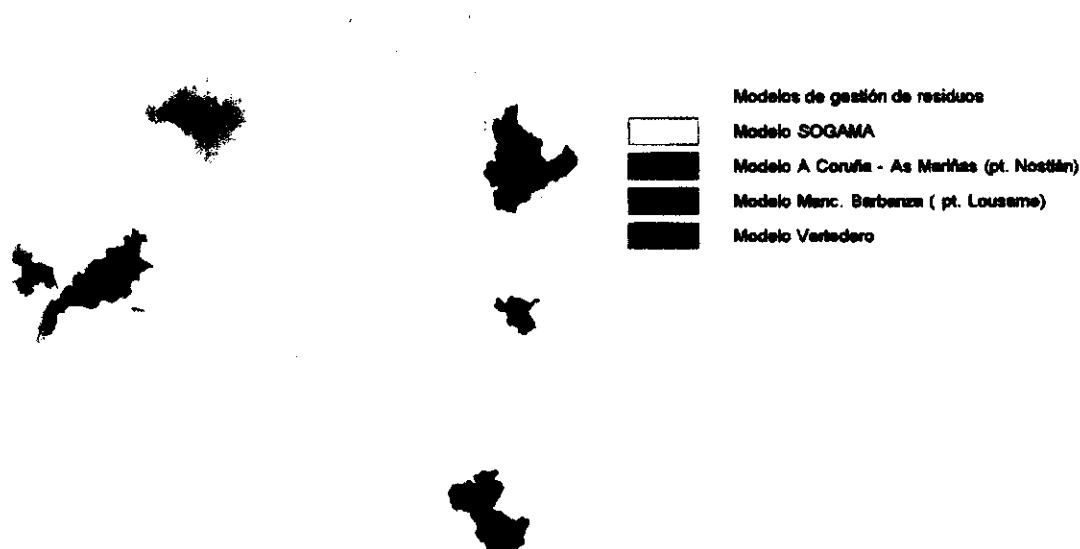 Modelos de gestión de residuos
Modelo SOGAMA
Modelo A Coruña - As Mariñas (pt. Nostián)
Modelo Manc. Barbanza ( pt. Lousame)
Modelo Vertedero